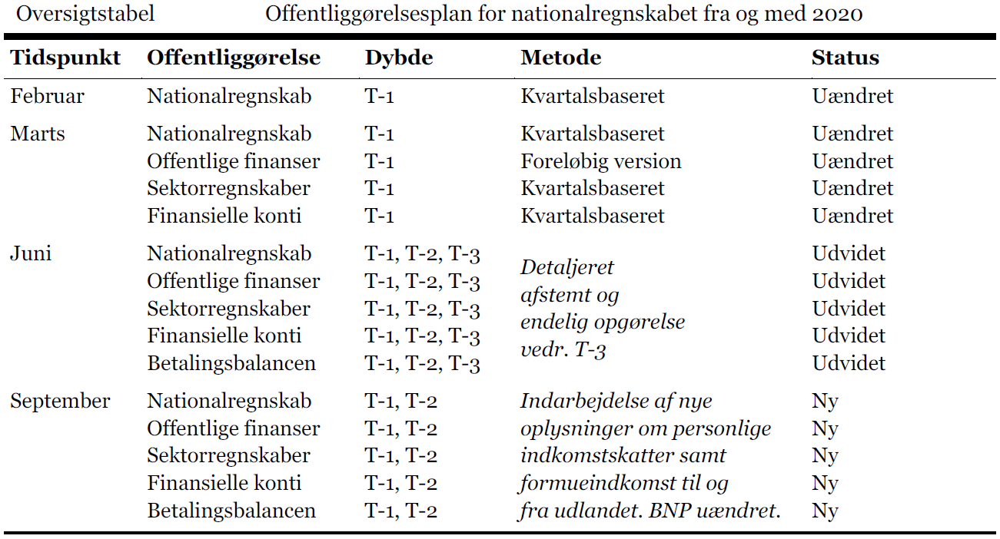 Oversigtstabel Offentliggørelsesplan for nationalregnskabet fra og med 2020
Tidspunkt Offentliggørelse Dybde Metode Status
Februar Nationalregnskab T-1 Kvartalsbaseret Uændret
Marts Nationalregnskab T-1 Kvartalsbaseret Uændret
Offentlige finanser T-1 Foreløbig version Uændret
Sektorregnskaber T-1 Kvartalsbaseret Uændret
Finansielle konti T-1 Kvartalsbaseret Uændret
Juni Nationalregnskab T-1, T-2, T-3 Detaljeret Udvidet
Offentlige finanser T-1, T-2, T-3 afstemt og Udvidet
Sektorregnskaber T-1, T-2, T-3 endelig opgørelse Udvidet
Finansielle konti T-1, T-2, T-3 vedr. T-3 Udvidet
Betalingsbalancen T-1, T-2, T-3 Udvidet
September Nationalregnskab T-1, T-2 Indarbejdelse af nye Ny
Offentlige finanser T-1, T-2 oplysninger om personlige Ny
Sektorregnskaber T-1, T-2 indkomstskatter samt Ny
Finansielle konti T-1, T-2 formueindkomst til og Ny
Betalingsbalancen T-1, T-2 fra udlandet. BNP uændret. Ny